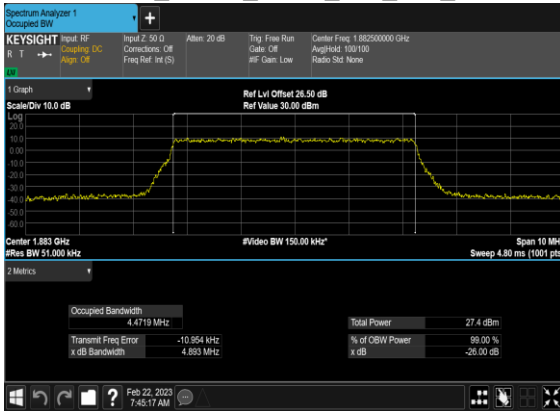 Spectrum Analyzer 1
Occupied BW
+
KEYSIGHT
R T
LW
Input: RF
Coupling: DC
Align: Off
Input Z: 50 Ω
Corrections: Off
Freq Ref: Int (S)
Atten: 20 dB
Trig: Free Run
Gate: Off
#IF Gain: Low
Center Freq: 1.882500000 GHz
Avg|Hold: 100/100
Radio Std: None
1 Graph
Scale/Div 10.0 dB
Ref Lvl Offset 26.50 dB
Ref Value 30.00 dBm
Log
20.0
10.0
0.00
-10.0
-20.0
-30.0
-40.0
-50.0
-60.0
Center 1.883 GHz
#Res BW 51.000 kHz
#Video BW 150.00 kHz*
Span 10 MH
Sweep 4.80 ms (1001 pts
2 Metrics
Occupied Bandwidth
4.4719 MHz
Transmit Freq Error -10.954 kHz
x dB Bandwidth 4.893 MHz
Total Power 27.4 dBm
% of OBW Power 99.00 %
x dB -26.00 dB
?
Feb 22, 2023
7:45:17 AM